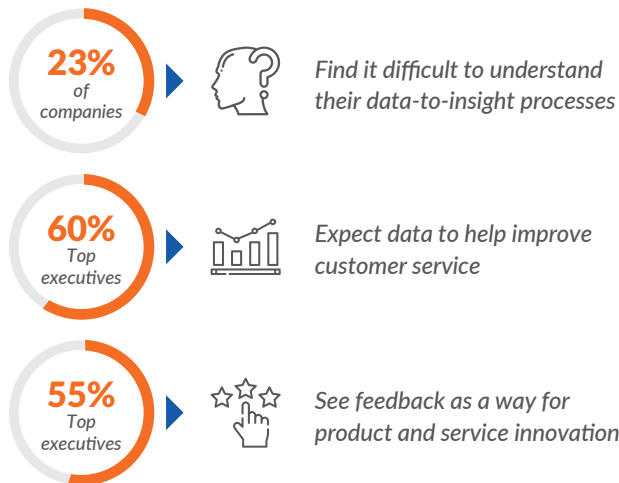 23%
of
companies
Find it difficult to understand
their data-to-insight processes
60%
Top
executives
Expect data to help improve
customer service
55%
Top
executives
See feedback as a way for
product and service innovation